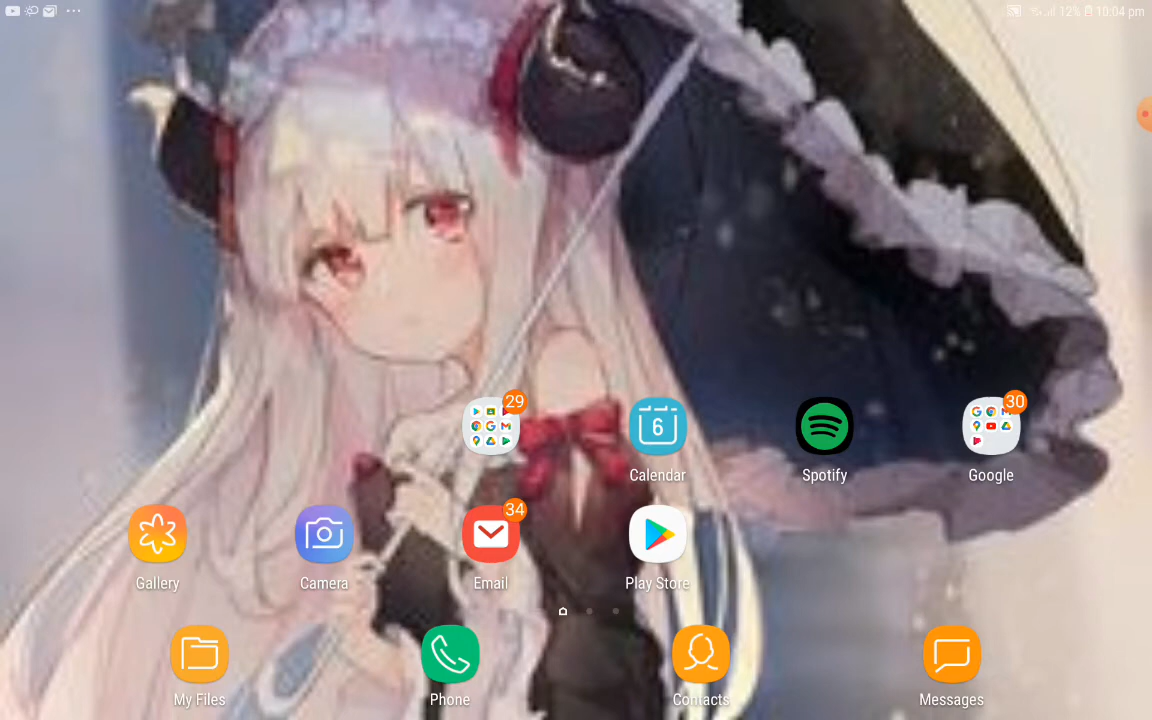 12% 10:04 pm
29
6
30
Calendar
Spotify
Google
34
Gallery
Camera
Email
Play Store
My Files
Phone
Contacts
Messages